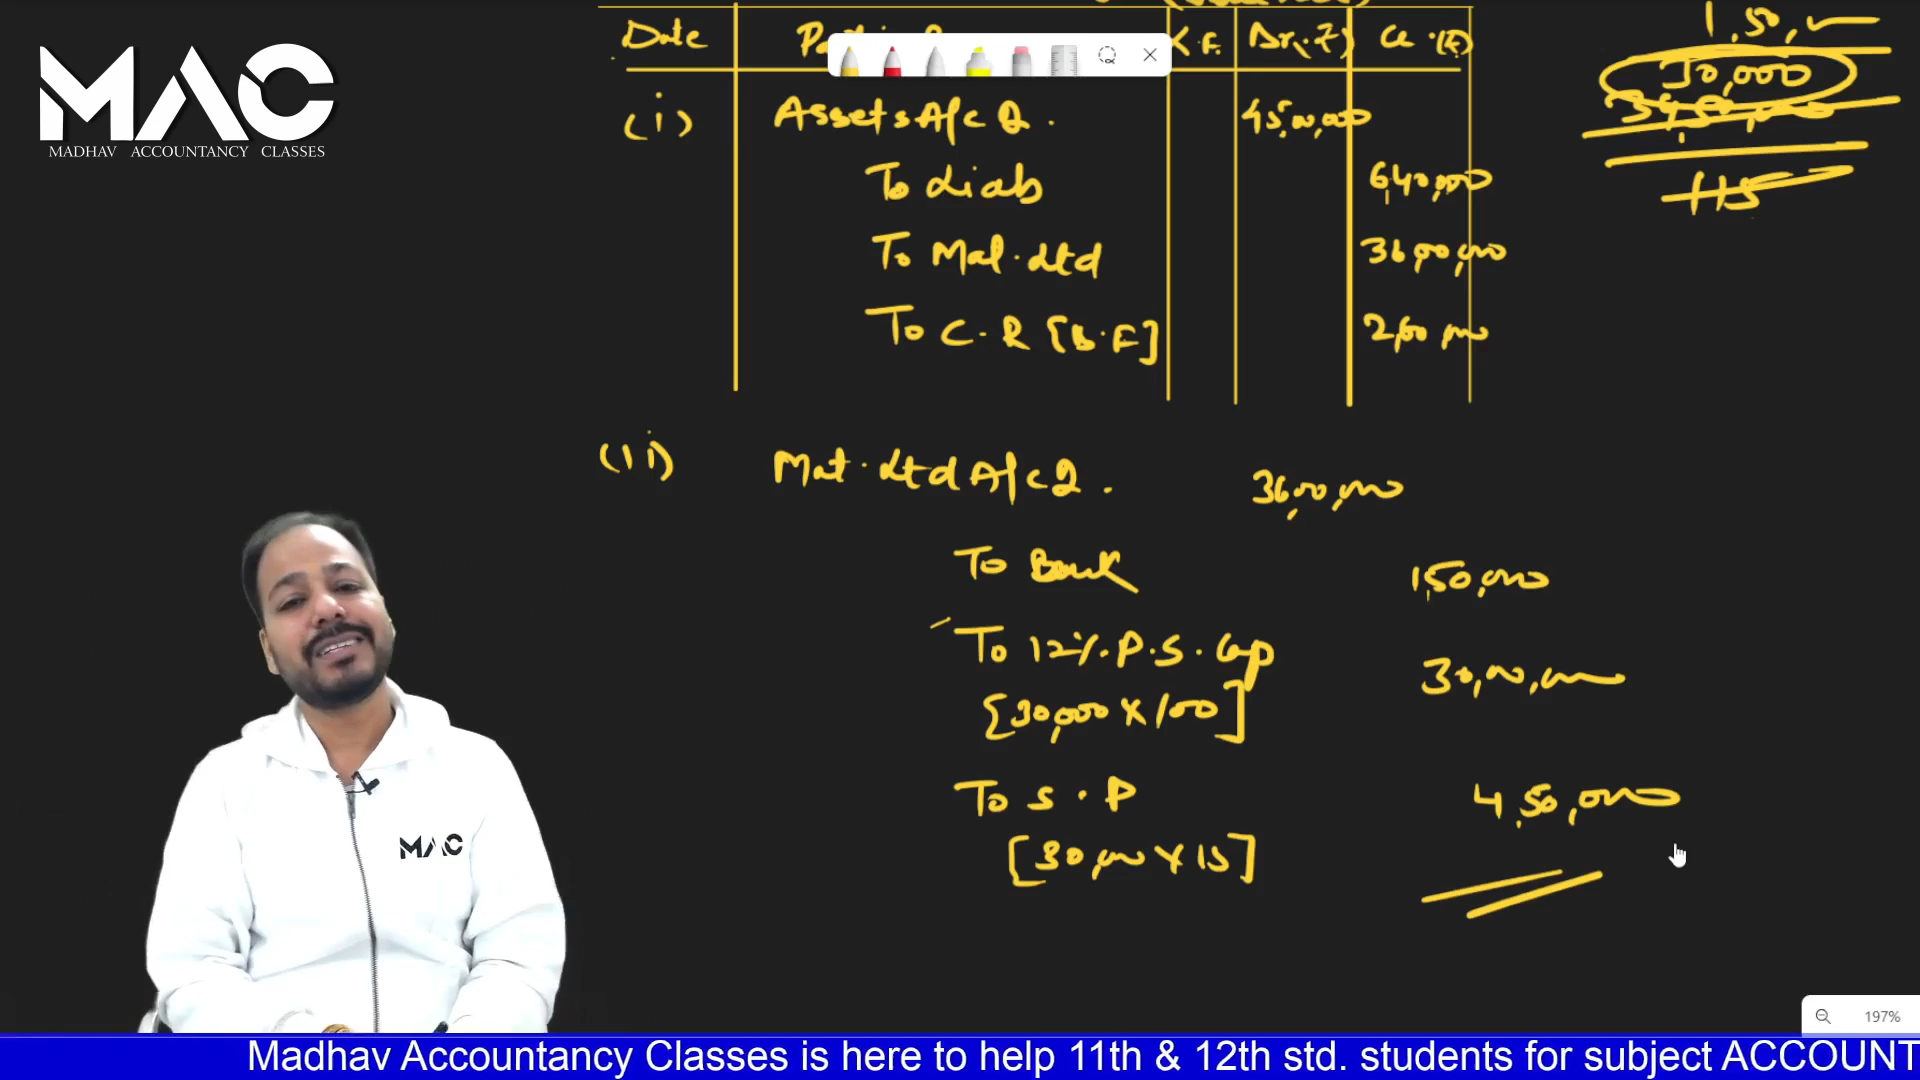 1,50,
30,000
115
Date L.F. Dr.(₹) Cr.(₹)
(i) Assets A/c D. 45,00,000
To Liab 6,40,000
To Mal. Ltd 36,00,000
To C.R [B.F] 2,60,000
(ii) Mal. Ltd A/c D. 36,00,000
To Bank 1,50,000
To 12%. P.S. Cap 30,00,000
[30,000 X 100]
To S.P 4,50,000
[30,000 X 15]
MAC
MADHAV ACCOUNTANCY CLASSES
MAC
197%
Madhav Accountancy Classes is here to help 11th & 12th std. students for subject ACCOUNT